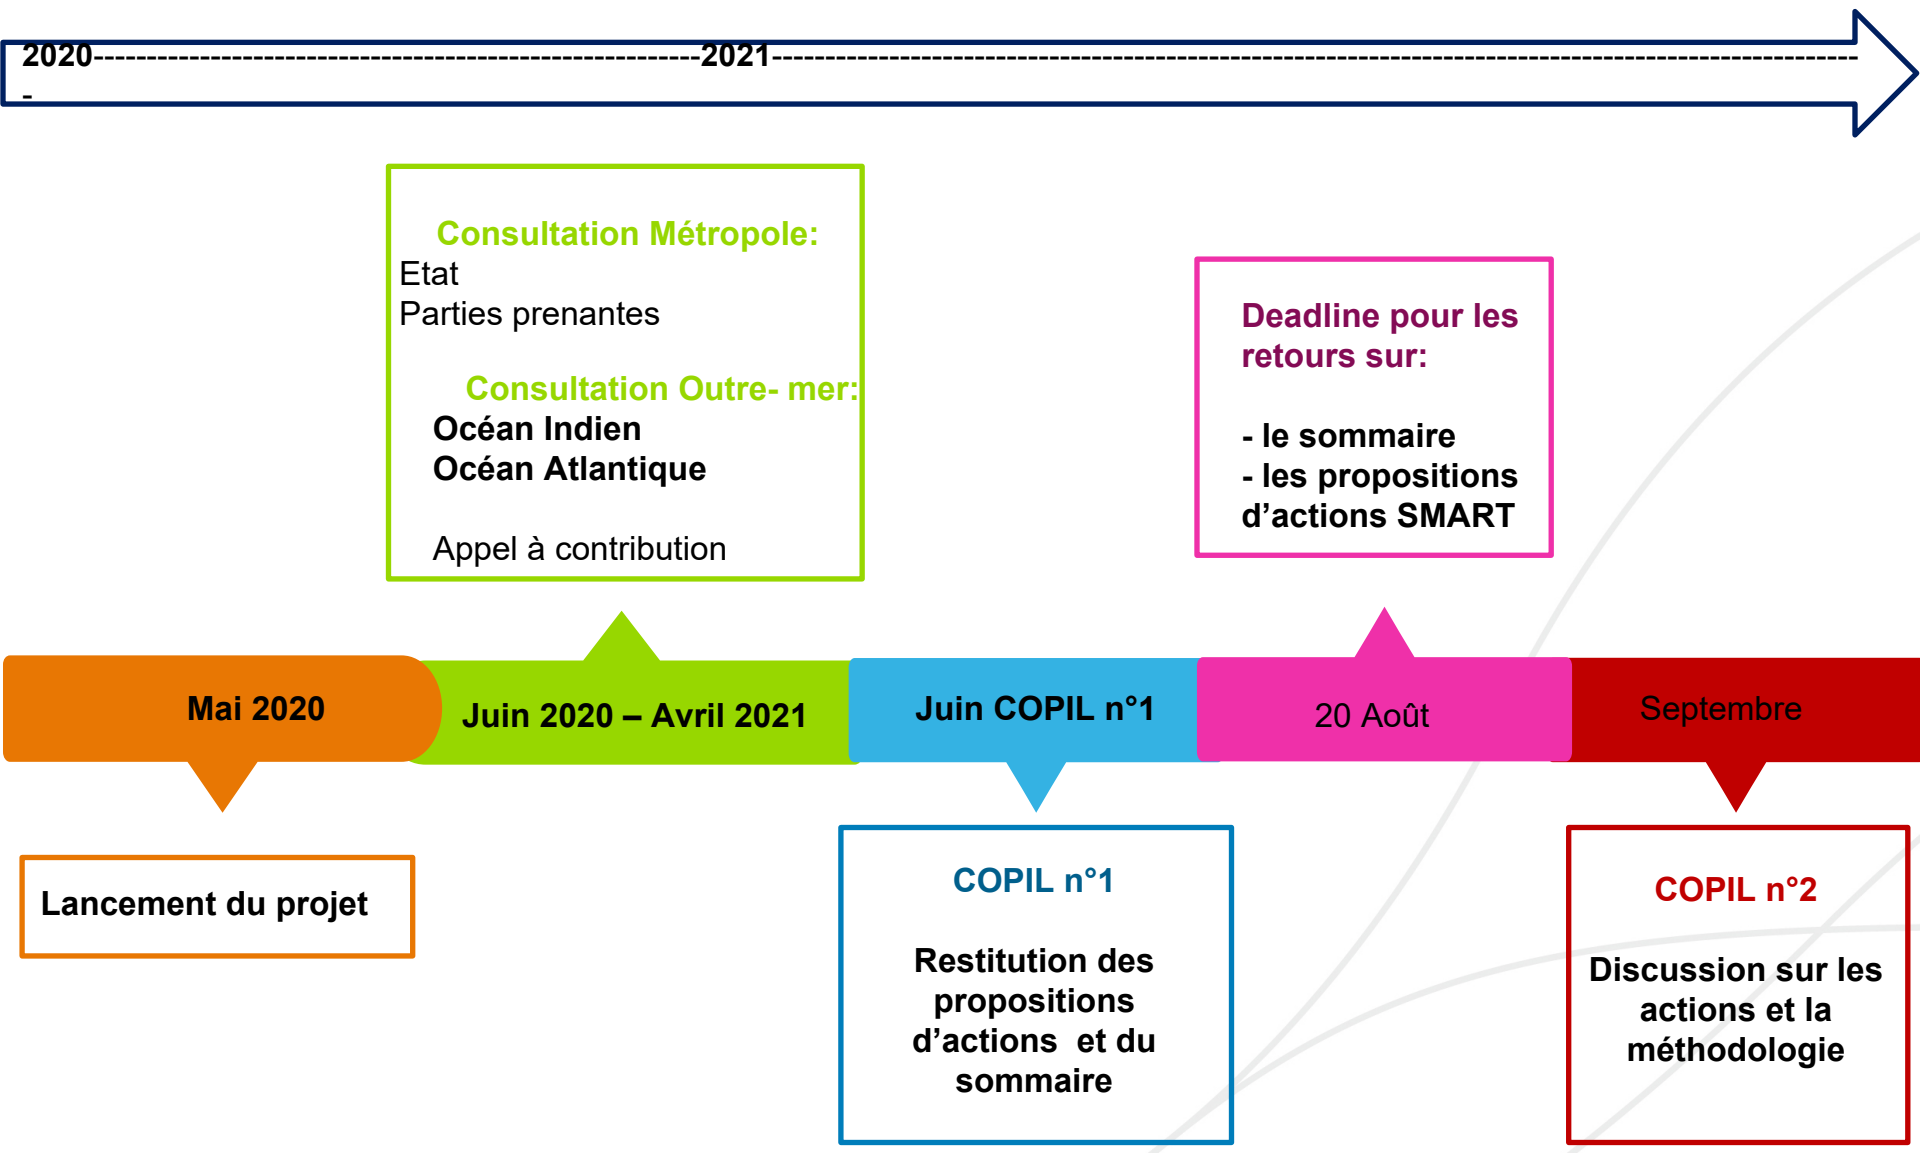 2020---------------------------------------------------------2021-------------------------------------------------------------------------------------------------
-
Consultation Métropole:
Etat
Parties prenantes
Consultation Outre- mer:
Océan Indien
Océan Atlantique
Appel à contribution
Deadline pour les
retours sur:
- le sommaire
- les propositions
d’actions SMART
Mai 2020
Juin 2020 – Avril 2021
Juin COPIL n°1
20 Août
Septembre
Lancement du projet
COPIL n°1
Restitution des
propositions
d’actions  et du
sommaire
COPIL n°2
Discussion sur les
actions et la
méthodologie